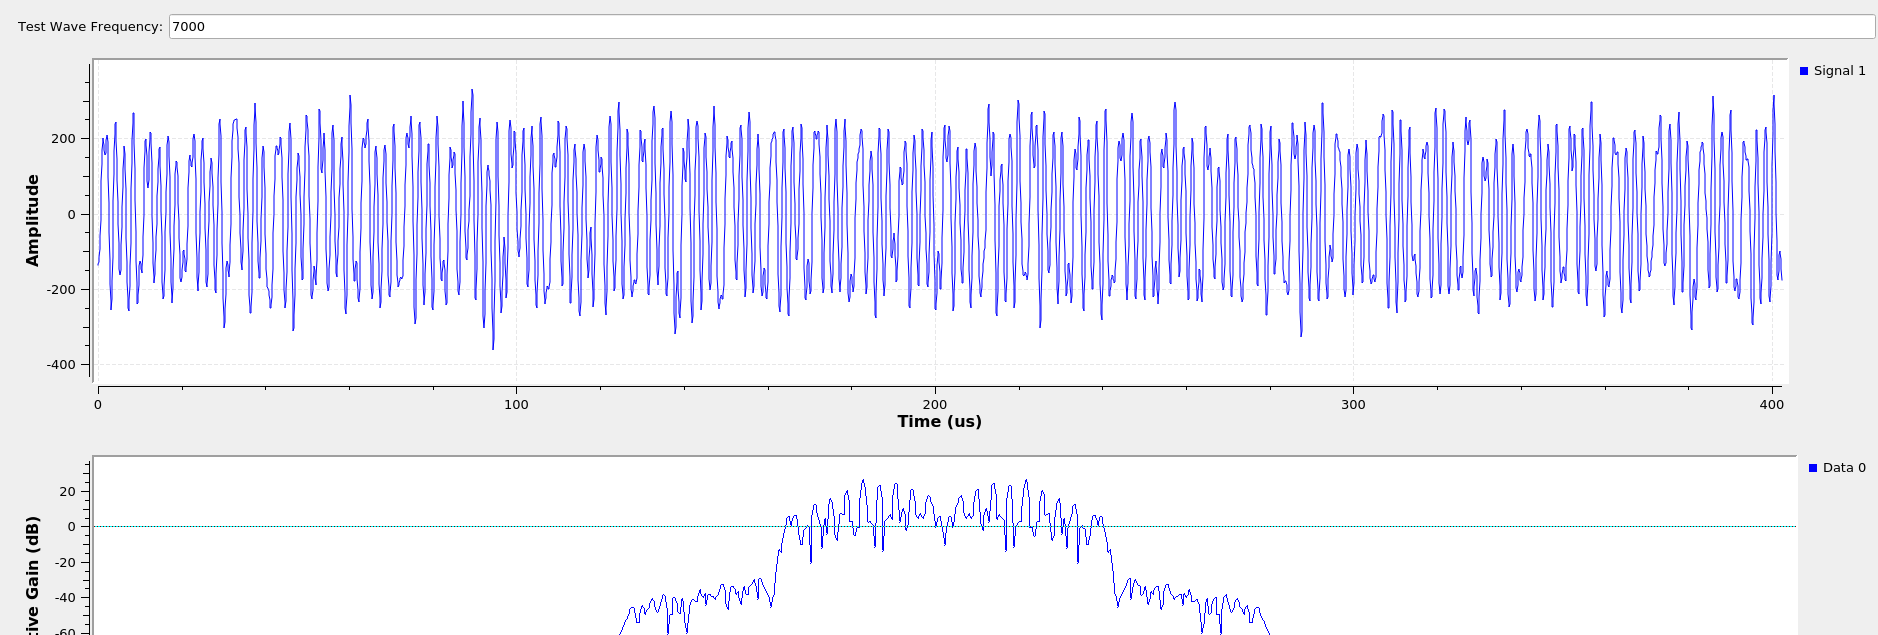 Test Wave Frequency: 7000
Signal 1
Amplitude
200
0
-200
-400
0 100 200 300 400
Time (us)
Data 0
Gain (dB)
20
0
-20
-40
-60